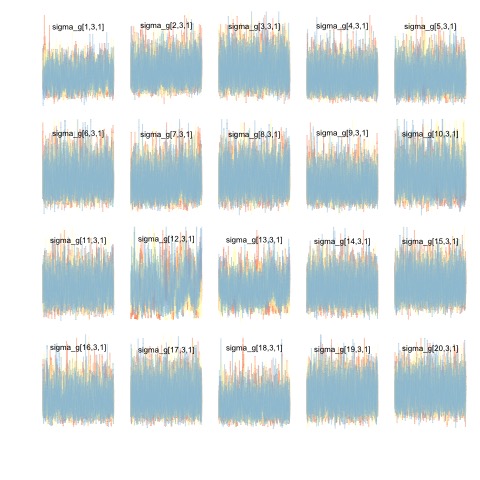 sigma_g[1,3,1]
sigma_g[2,3,1]
sigma_g[3,3,1]
sigma_g[4,3,1]
sigma_g[5,3,1]
sigma_g[6,3,1]
sigma_g[7,3,1]
sigma_g[8,3,1]
sigma_g[9,3,1]
sigma_g[10,3,1]
sigma_g[11,3,1]
sigma_g[12,3,1]
sigma_g[13,3,1]
sigma_g[14,3,1]
sigma_g[15,3,1]
sigma_g[16,3,1]
sigma_g[17,3,1]
sigma_g[18,3,1]
sigma_g[19,3,1]
sigma_g[20,3,1]